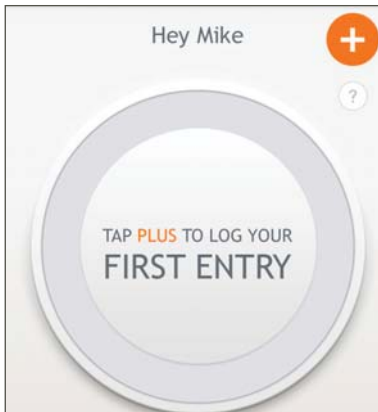 Hey Mike
+
?
TAP PLUS TO LOG YOUR
FIRST ENTRY